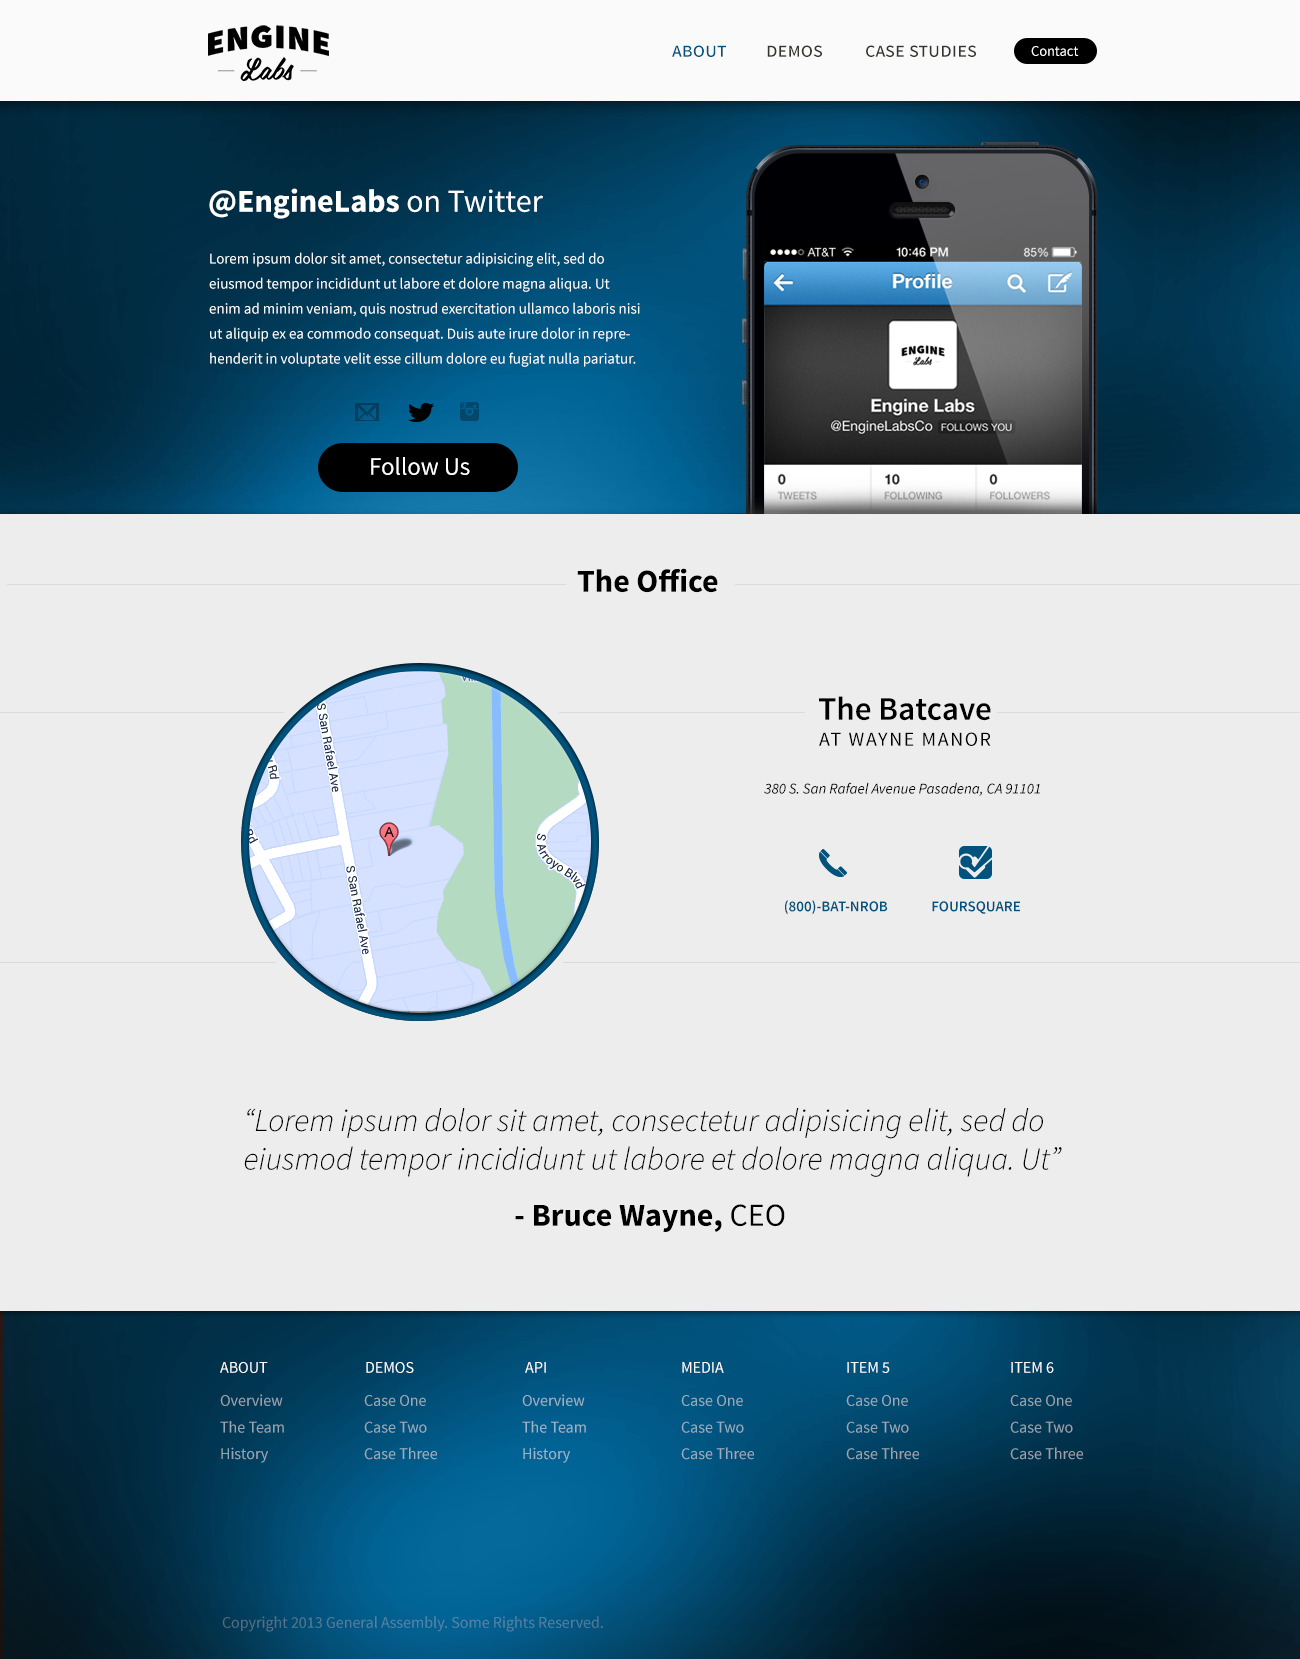 ENGINE
Labs
ABOUT DEMOS CASE STUDIES Contact
@EngineLabs on Twitter
Lorem ipsum dolor sit amet, consectetur adipisicing elit, sed do
eiusmod tempor incididunt ut labore et dolore magna aliqua. Ut
enim ad minim veniam, quis nostrud exercitation ullamco laboris nisi
ut aliquip ex ea commodo consequat. Duis aute irure dolor in repre-
henderit in voluptate velit esse cillum dolore eu fugiat nulla pariatur.
Follow Us
AT&T 10:46 PM 85%
Profile
ENGINE
Labs
Engine Labs
@EngineLabsCo FOLLOWS YOU
0 10 0
TWEETS FOLLOWING FOLLOWERS
The Office
S San Rafael Ave
Rd
Rd
A
S San Rafael Ave
S Arroyo Blvd
The Batcave
AT WAYNE MANOR
380 S. San Rafael Avenue Pasadena, CA 91101
(800)-BAT-NROB FOURSQUARE
“Lorem ipsum dolor sit amet, consectetur adipisicing elit, sed do
eiusmod tempor incididunt ut labore et dolore magna aliqua. Ut”
- Bruce Wayne, CEO
ABOUT DEMOS API MEDIA ITEM 5 ITEM 6
Overview Case One Overview Case One Case One Case One
The Team Case Two The Team Case Two Case Two Case Two
History Case Three History Case Three Case Three Case Three
Copyright 2013 General Assembly. Some Rights Reserved.